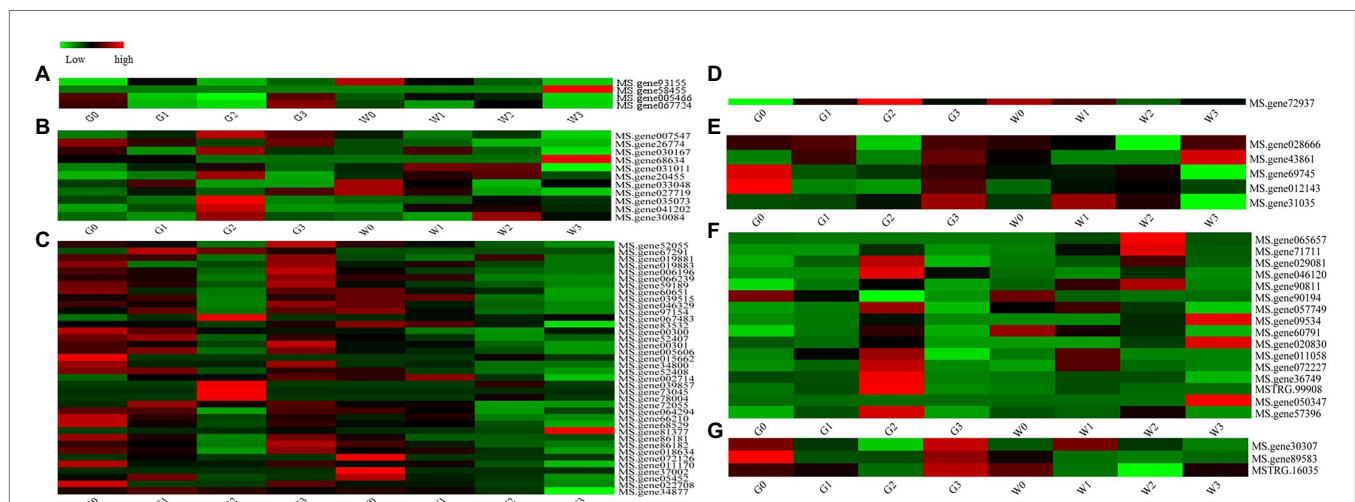 Low high
A
MS.gene93155
MS.gene58455
MS.gene005466
MS.gene067724
G0 G1 G2 G3 W0 W1 W2 W3
B
MS.gene007547
MS.gene26774
MS.gene030167
MS.gene68634
MS.gene031011
MS.gene20455
MS.gene033048
MS.gene027719
MS.gene035073
MS.gene041202
MS.gene30084
G0 G1 G2 G3 W0 W1 W2 W3
C
MS.gene52055
MS.gene67291
MS.gene019881
MS.gene019883
MS.gene006196
MS.gene066239
MS.gene59189
MS.gene60651
MS.gene039515
MS.gene046329
MS.gene97154
MS.gene067483
MS.gene83532
MS.gene00300
MS.gene52407
MS.gene00301
MS.gene005606
MS.gene015662
MS.gene34800
MS.gene52408
MS.gene002714
MS.gene039857
MS.gene73045
MS.gene78004
MS.gene72055
MS.gene064294
MS.gene66210
MS.gene68529
MS.gene81377
MS.gene86181
MS.gene86182
MS.gene018634
MS.gene072126
MS.gene011170
MS.gene37002
MS.gene05452
MS.gene022708
MS.gene34877
G0 G1 G2 G3 W0 W1 W2 W3
D
MS.gene72937
G0 G1 G2 G3 W0 W1 W2 W3
E
MS.gene028666
MS.gene43861
MS.gene69745
MS.gene012143
MS.gene31035
G0 G1 G2 G3 W0 W1 W2 W3
F
MS.gene065657
MS.gene71711
MS.gene029081
MS.gene046120
MS.gene90811
MS.gene90194
MS.gene057749
MS.gene09534
MS.gene60791
MS.gene020830
MS.gene011058
MS.gene072227
MS.gene36749
MSTRG.99908
MS.gene050347
MS.gene57396
G0 G1 G2 G3 W0 W1 W2 W3
G
MS.gene30307
MS.gene89583
MSTRG.16035
G0 G1 G2 G3 W0 W1 W2 W3